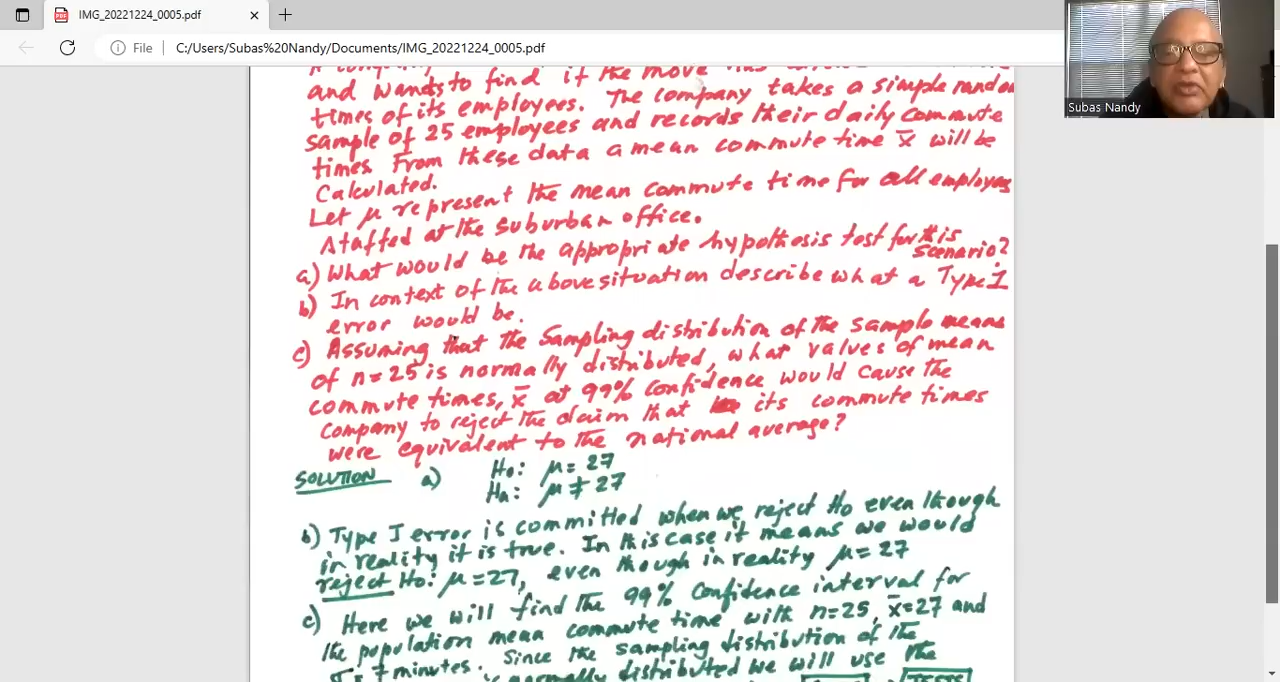 IMG_20221224_0005.pdf
File
C:/Users/Subas%20Nandy/Documents/IMG_20221224_0005.pdf
Subas Nandy
and wants to find if the move has
times of its employees. The company takes a simple random
sample of 25 employees and records their daily commute
times. From these data a mean commute time x̄ will be
Calculated.
Let μ represent the mean commute time for all employees
staffed at the suburban office.
a) What would be the appropriate hypothesis test for this scenario?
b) In context of the above situation describe what a Type I
error would be.
c) Assuming that the Sampling distribution of the sample means
of n=25 is normally distributed, what values of mean
commute times, x̄ at 99% confidence would cause the
company to reject the claim that its commute times
were equivalent to the national average?
SOLUTION a) Ho: μ = 27
Ha: μ ≠ 27
b) Type I error is committed when we reject Ho even though
in reality it is true. In this case it means we would
reject Ho: μ=27, even though in reality μ=27
c) Here we will find the 99% Confidence interval for
the population mean commute time with n=25, x̄=27 and
σ=7 minutes. Since the sampling distribution of the
normally distributed we will use the
TESTS